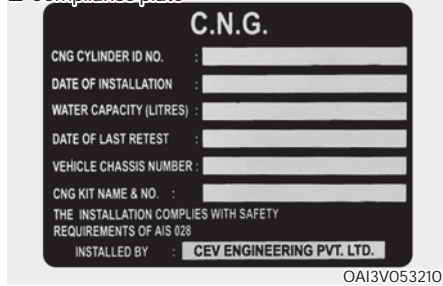 ■ Compliance plate
C.N.G.
CNG CYLINDER ID NO. :
DATE OF INSTALLATION :
WATER CAPACITY (LITRES) :
DATE OF LAST RETEST :
VEHICLE CHASSIS NUMBER :
CNG KIT NAME & NO. :
THE INSTALLATION COMPLIES WITH SAFETY
REQUIREMENTS OF AIS 028
INSTALLED BY : CEV ENGINEERING PVT. LTD.
OAI3V053210